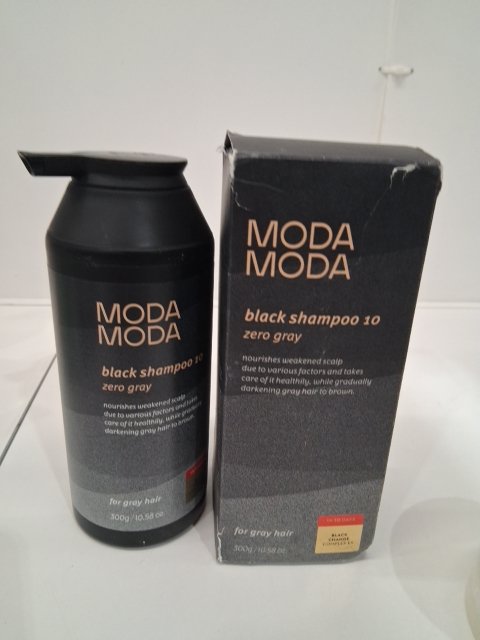 MODA
MODA
black shampoo 10
zero gray
nourishes weakened scalp
due to various factors and takes
care of it healthily, while gradually
darkening gray hair to brown.
for gray hair
300g/10.58 oz
MODA
MODA
black shampoo 10
zero gray
nourishes weakened scalp
due to various factors and takes
care of it healthily, while gradually
darkening gray hair to brown.
for gray hair
300g/10.58 oz
BLACK
CHANGE